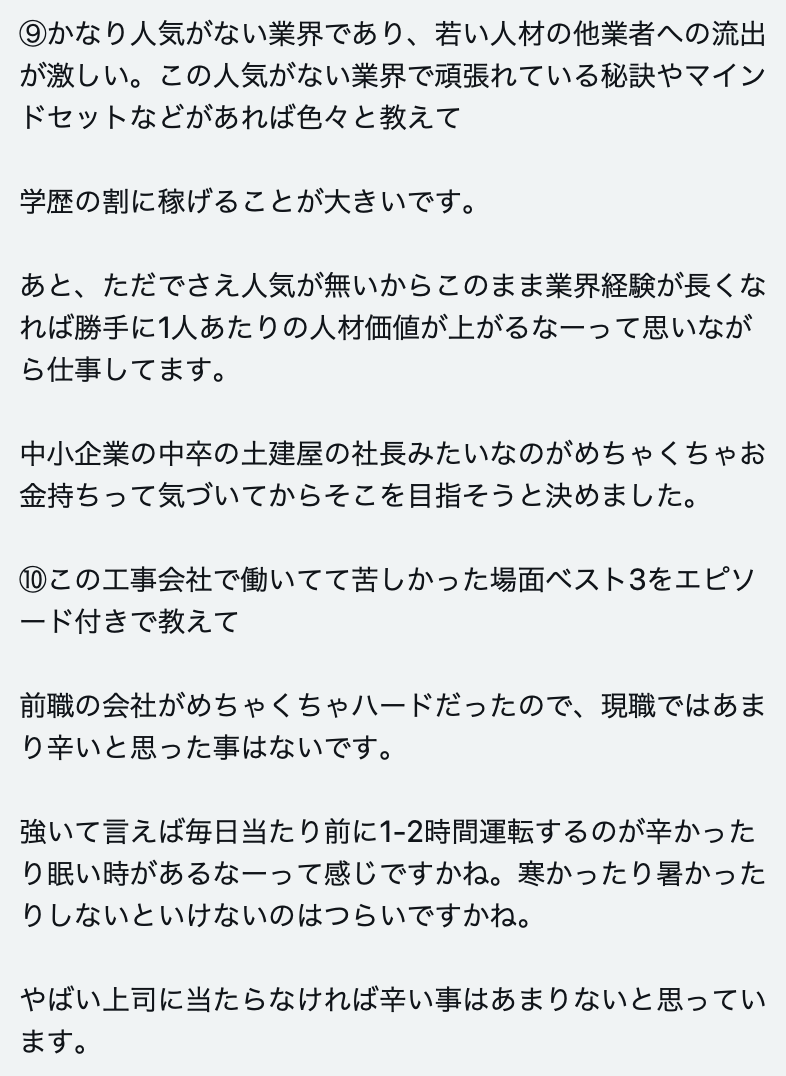 ⑨かなり人気がない業界であり、若い人材の他業者への流出
が激しい。この人気がない業界で頑張れている秘訣やマイン
ドセットなどがあれば色々と教えて
学歴の割に稼げることが大きいです。
あと、ただでさえ人気が無いからこのまま業界経験が長くな
れば勝手に1人あたりの人材価値が上がるなーって思いなが
ら仕事してます。
中小企業の中卒の土建屋の社長みたいなのがめちゃくちゃお
金持ちって気づいてからそこを目指そうと決めました。
⑩この工事会社で働いてて苦しかった場面ベスト3をエピソ
ード付きで教えて
前職の会社がめちゃくちゃハードだったので、現職ではあま
り辛いと思った事はないです。
強いて言えば毎日当たり前に1-2時間運転するのが辛かった
り眠い時があるなーって感じですかね。寒かったり暑かった
りしないといけないのはつらいですかね。
やばい上司に当たらなければ辛い事はあまりないと思ってい
ます。